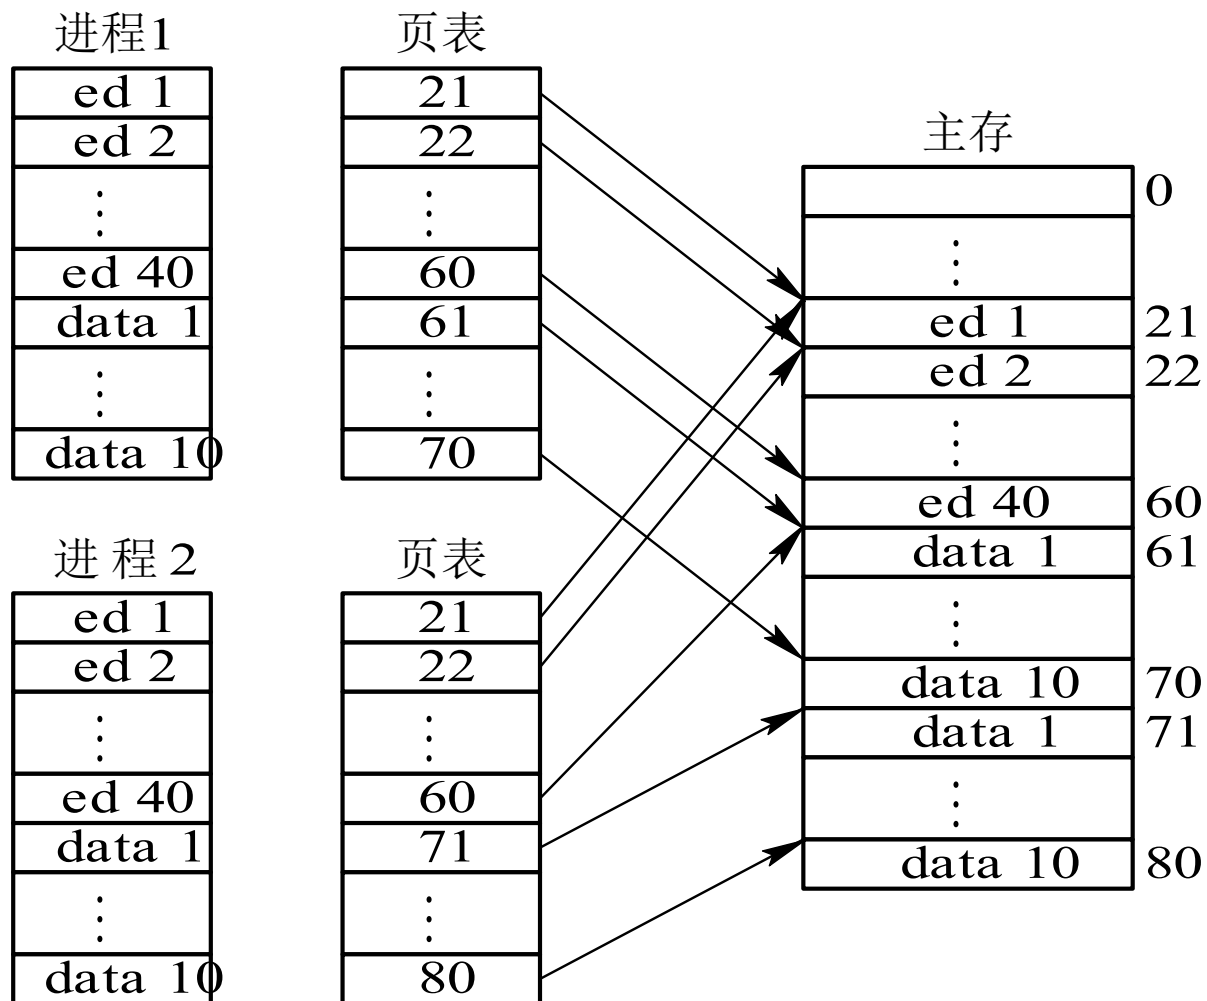 进程1
ed 1
ed 2
⋮
ed 40
data 1
⋮
data 10
页表
21
22
⋮
60
61
⋮
70
进程2
ed 1
ed 2
⋮
ed 40
data 1
⋮
data 10
页表
21
22
⋮
60
71
⋮
80
主存
0
⋮
ed 1 21
ed 2 22
⋮
ed 40 60
data 1 61
⋮
data 10 70
data 1 71
⋮
data 10 80